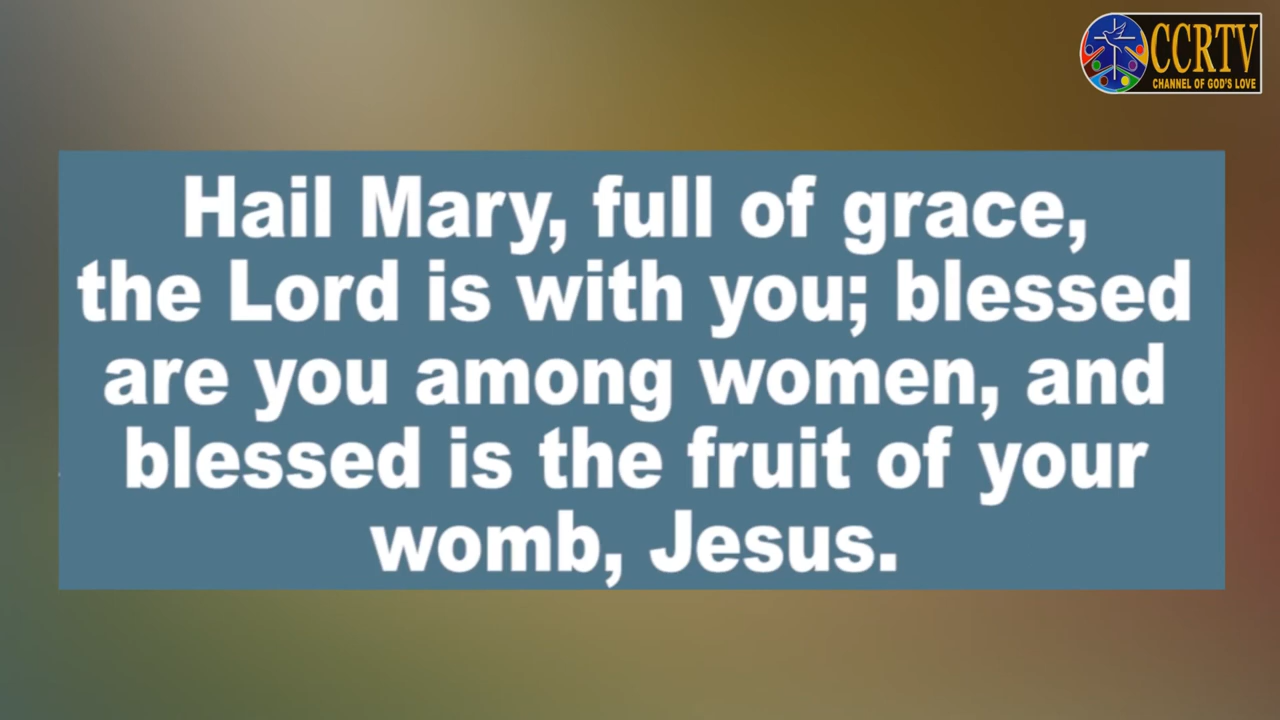 CCRTV
CHANNEL OF GOD'S LOVE
Hail Mary, full of grace,
the Lord is with you; blessed
are you among women, and
blessed is the fruit of your
womb, Jesus.